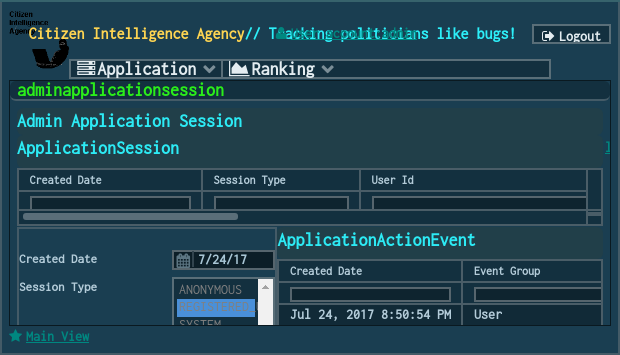 Citizen
Intelligence
Agency
Citizen Intelligence Agency// Tracking politicians like bugs!
Logout
Application Ranking
adminapplicationsession
Admin Application Session
ApplicationSession
Created Date Session Type User Id
Created Date 7/24/17
Session Type ANONYMOUS
SYSTEM
ApplicationActionEvent
Created Date Event Group
Jul 24, 2017 8:50:54 PM User
Main View